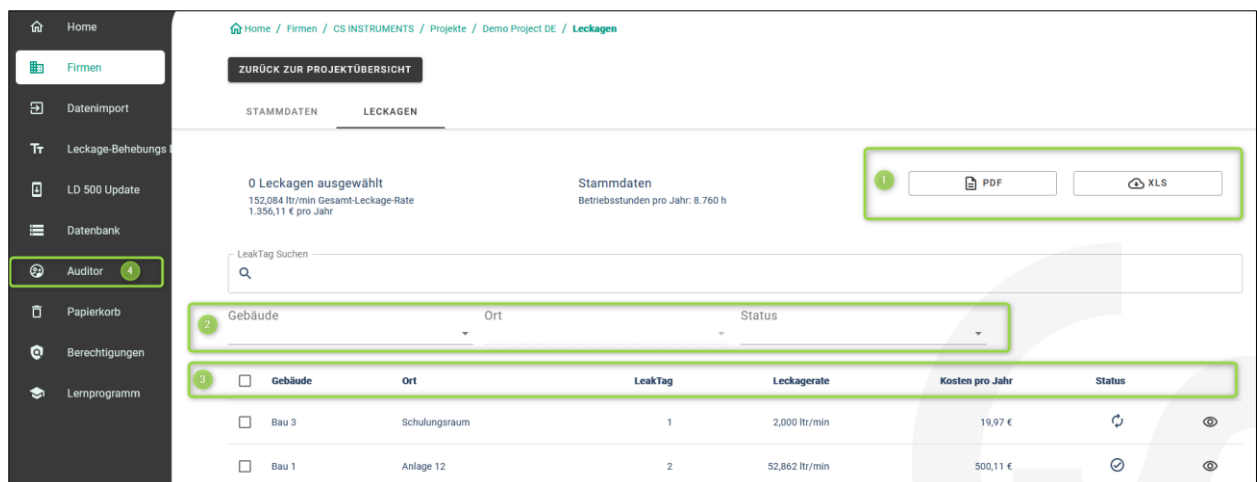 Home
Firmen
Datenimport
Leckage-Behebungs
LD 500 Update
Datenbank
Auditor 4
Papierkorb
Berechtigungen
Lernprogramm
Home / Firmen / CS INSTRUMENTS / Projekte / Demo Project DE / Leckagen
ZURÜCK ZUR PROJEKTÜBERSICHT
STAMMDATEN LECKAGEN
0 Leckagen ausgewählt
152,084 ltr/min Gesamt-Leckage-Rate
1.356,11 € pro Jahr
Stammdaten
Betriebsstunden pro Jahr: 8.760 h
1 PDF XLS
LeakTag Suchen
2 Gebäude Ort Status
3 Gebäude Ort LeakTag Leckagerate Kosten pro Jahr Status
Bau 3 Schulungsraum 1 2,000 ltr/min 19,97 €
Bau 1 Anlage 12 2 52,862 ltr/min 500,11 €